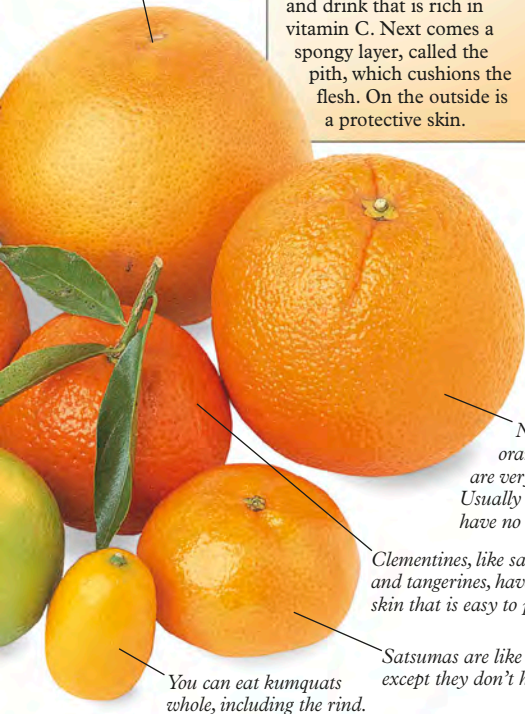 and drink that is rich in
vitamin C. Next comes a
spongy layer, called the
pith, which cushions the
flesh. On the outside is
a protective skin.
N
ora
are very
Usually
have no
Clementines, like sa
and tangerines, hav
skin that is easy to p
Satsumas are like
except they don't h
You can eat kumquats
whole, including the rind.